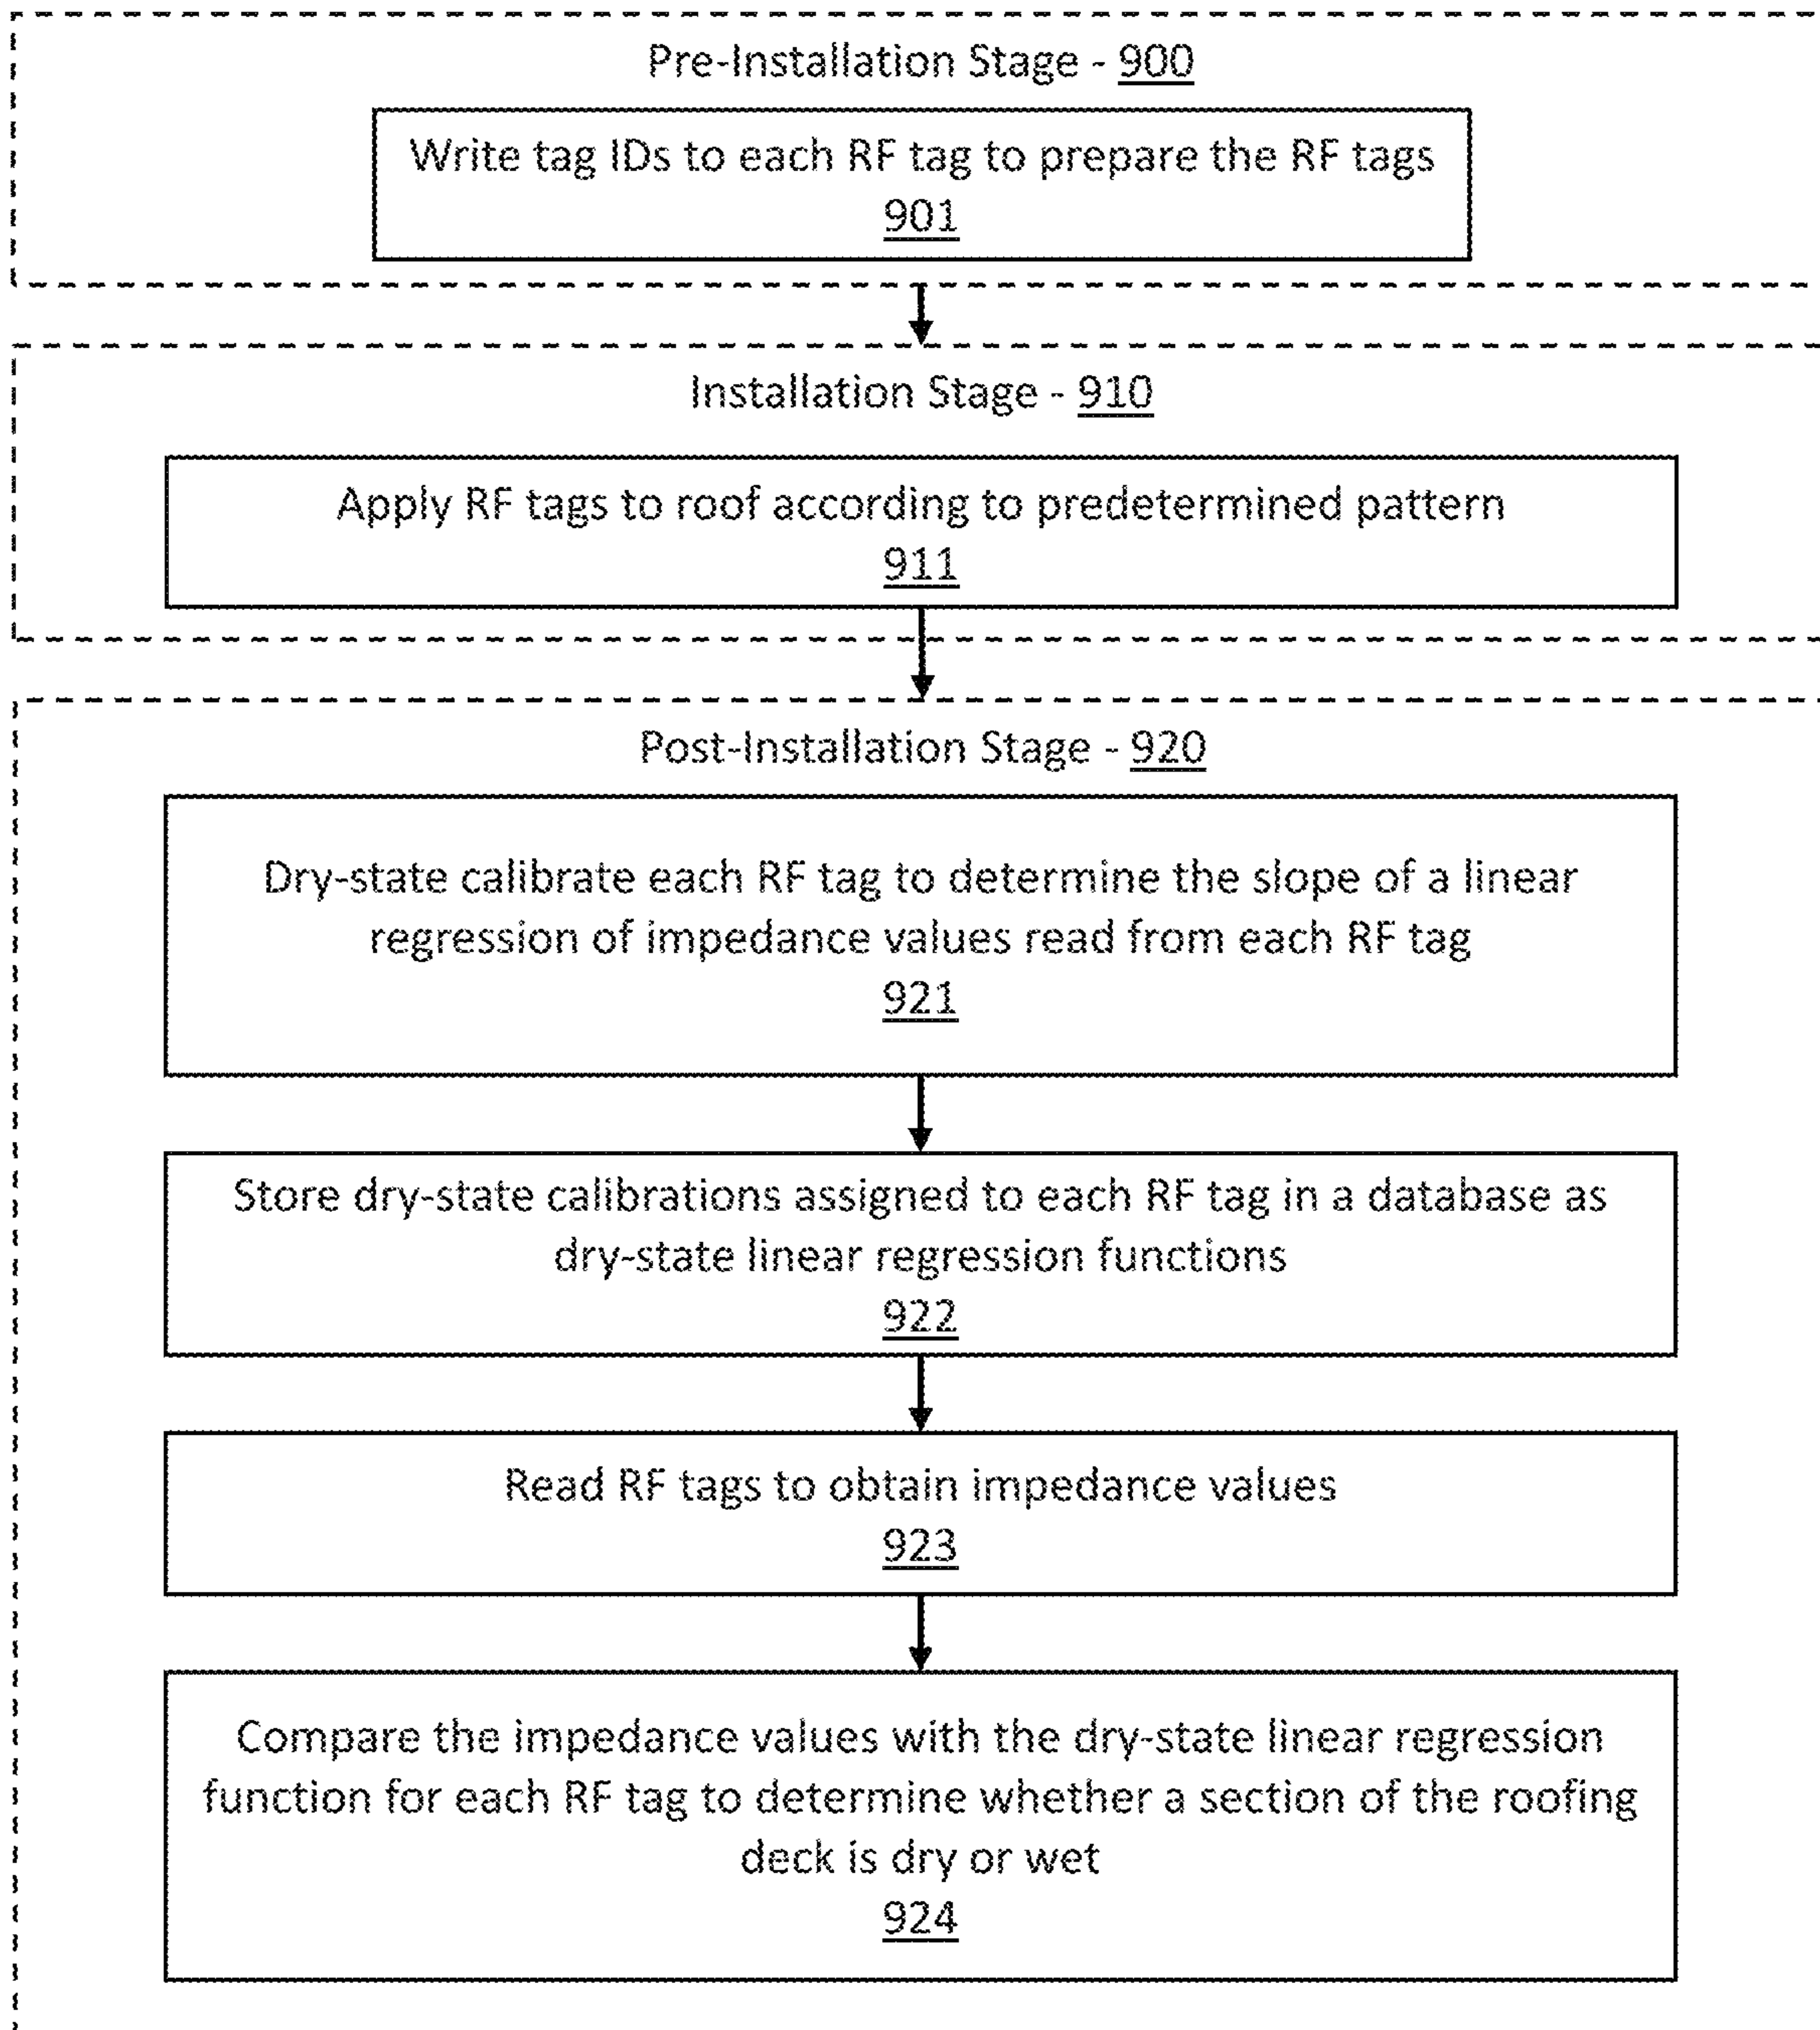 Pre-Installation Stage - 900
Write tag IDs to each RF tag to prepare the RF tags
901
Installation Stage - 910
Apply RF tags to roof according to predetermined pattern
911
Post-Installation Stage - 920
Dry-state calibrate each RF tag to determine the slope of a linear
regression of impedance values read from each RF tag
921
Store dry-state calibrations assigned to each RF tag in a database as
dry-state linear regression functions
922
Read RF tags to obtain impedance values
923
Compare the impedance values with the dry-state linear regression
function for each RF tag to determine whether a section of the roofing
deck is dry or wet
924